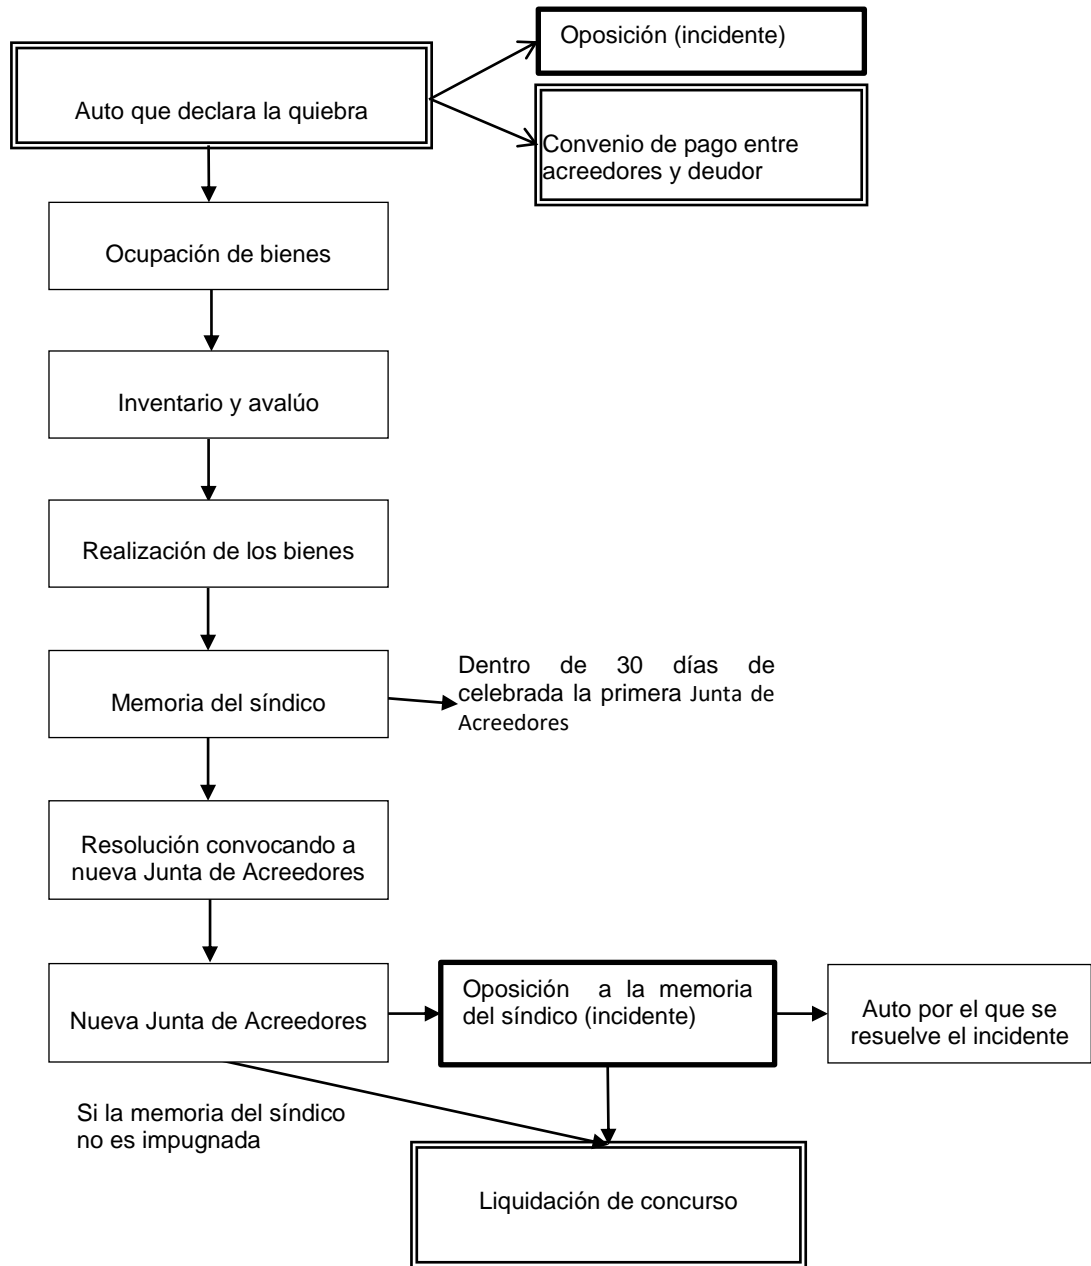 Oposición (incidente)
Auto que declara la quiebra
Convenio de pago entre
acreedores y deudor
Ocupación de bienes
Inventario y avalúo
Realización de los bienes
Memoria del síndico
Dentro de 30 días de
celebrada la primera Junta de
Acreedores
Resolución convocando a
nueva Junta de Acreedores
Nueva Junta de Acreedores
Oposición a la memoria
del síndico (incidente)
Auto por el que se
resuelve el incidente
Si la memoria del síndico
no es impugnada
Liquidación de concurso